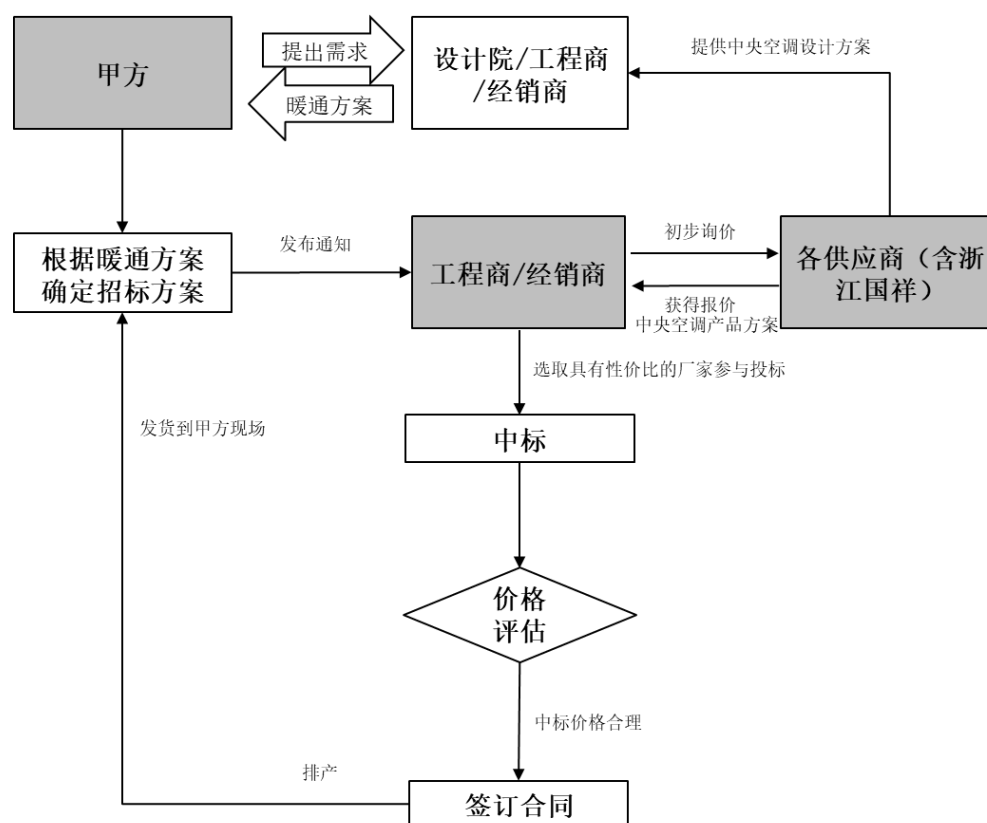 甲方
提出需求
暖通方案
设计院/工程商
/经销商
提供中央空调设计方案
根据暖通方案
确定招标方案
发布通知
工程商/经销商
初步询价
获得报价
中央空调产品方案
各供应商（含浙
江国祥）
选取具有性价比的厂家参与投标
发货到甲方现场
中标
价格
评估
中标价格合理
排产
签订合同